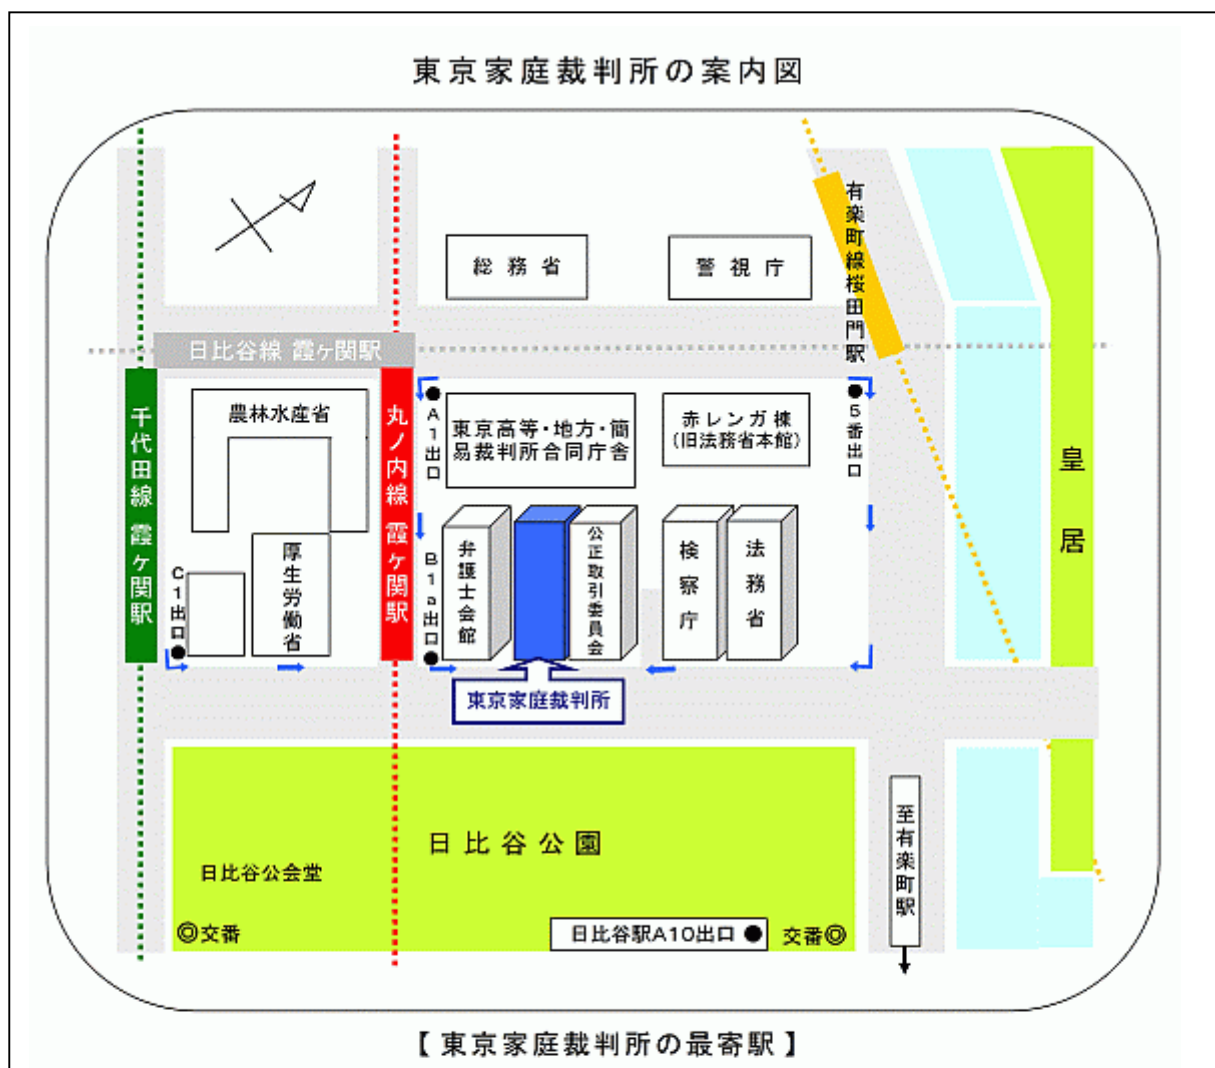 東京家庭裁判所の案内図
総務省
警視庁
有楽町線桜田門駅
日比谷線 霞ヶ関駅
千代田線 霞ヶ関駅
農林水産省
丸ノ内線 霞ヶ関駅
A1出口
東京高等・地方・簡
易裁判所合同庁舎
赤レンガ棟
(旧法務省本館)
5番出口
皇居
C1出口
厚生労働省
B1a出口
弁護士会館
公正取引委員会
検察庁
法務省
東京家庭裁判所
日比谷公園
日比谷公会堂
至有楽町駅
◎交番
日比谷駅A10出口 ●
交番◎
【 東京家庭裁判所の最寄駅 】